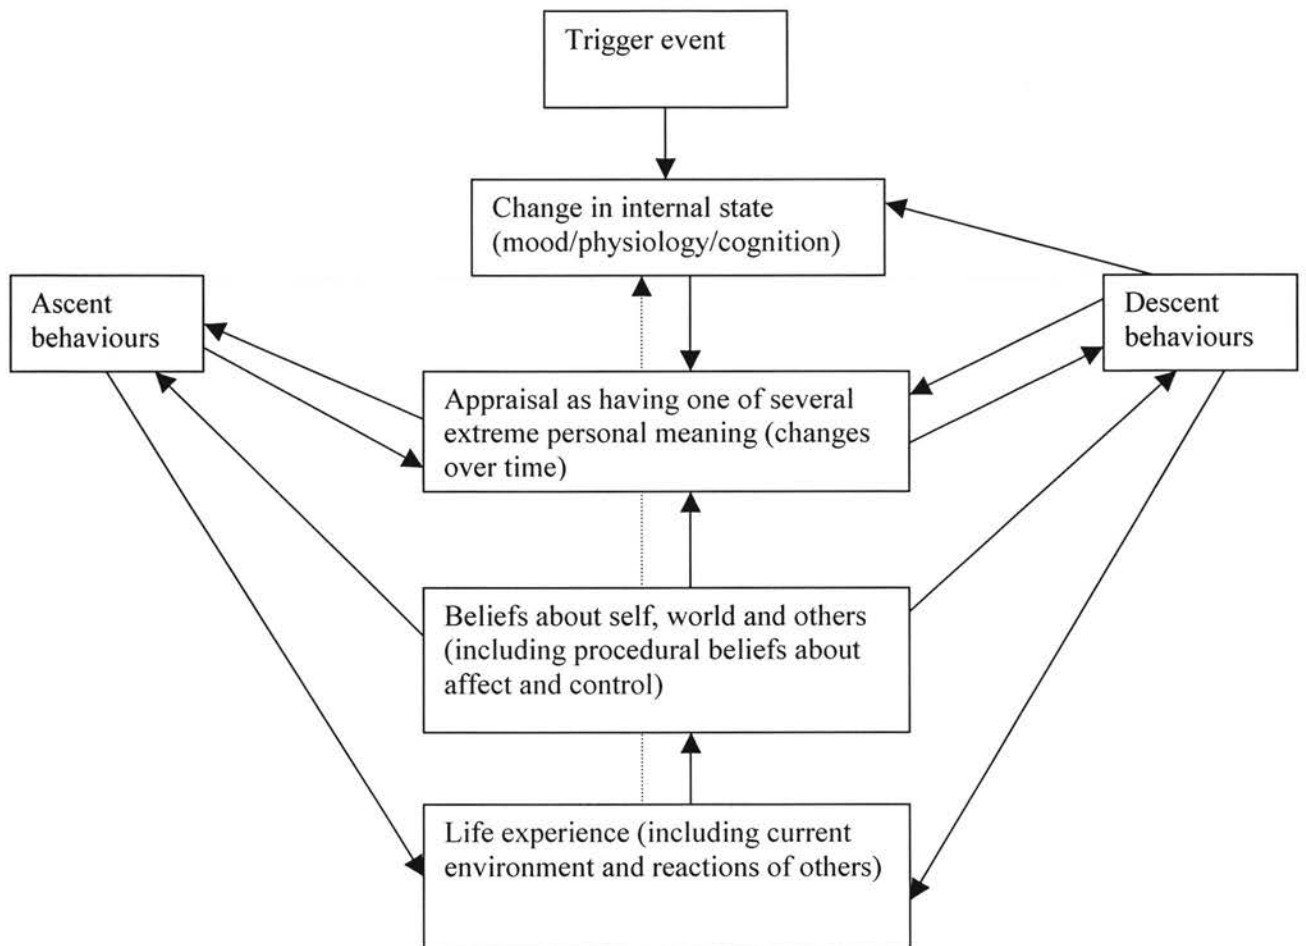 Trigger event
Change in internal state
(mood/physiology/cognition)
Ascent
behaviours
Descent
behaviours
Appraisal as having one of several
extreme personal meaning (changes
over time)
Beliefs about self, world and others
(including procedural beliefs about
affect and control)
Life experience (including current
environment and reactions of others)